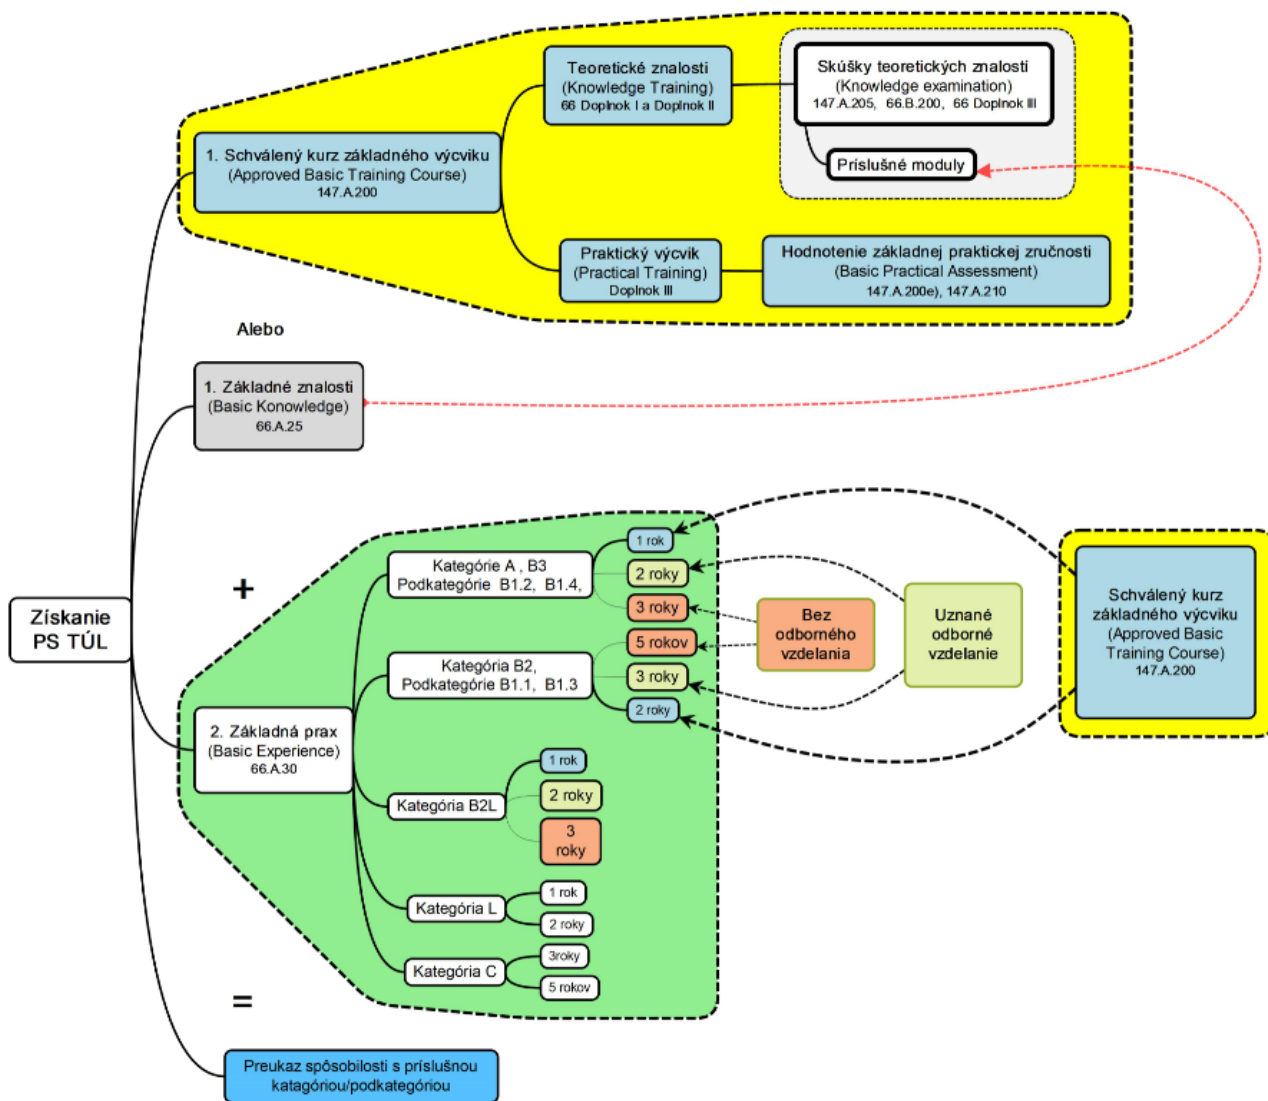 Teoretické znalosti
(Knowledge Training)
66 Doplnok I a Doplnok II
Skúšky teoretických znalostí
(Knowledge examination)
147.A.205, 66.B.200, 66 Doplnok III
Príslušné moduly
1. Schválený kurz základného výcviku
(Approved Basic Training Course)
147.A.200
Praktický výcvik
(Practical Training)
Doplnok III
Hodnotenie základnej praktickej zručnosti
(Basic Practical Assessment)
147.A.200e), 147.A.210
Alebo
1. Základné znalosti
(Basic Konowledge)
66.A.25
+
Získanie
PS TÚL
2. Základná prax
(Basic Experience)
66.A.30
Kategórie A , B3
Podkategórie B1.2, B1.4,
1 rok
2 roky
3 roky
Kategória B2,
Podkategórie B1.1, B1.3
5 rokov
3 roky
2 roky
Bez
odborného
vzdelania
Uznané
odborné
vzdelanie
Schválený kurz
základného výcviku
(Approved Basic
Training Course)
147.A.200
Kategória B2L
1 rok
2 roky
3
roky
Kategória L
1 rok
2 roky
Kategória C
3roky
5 rokov
=
Preukaz spôsobilosti s príslušnou
katagóriou/podkategóriou